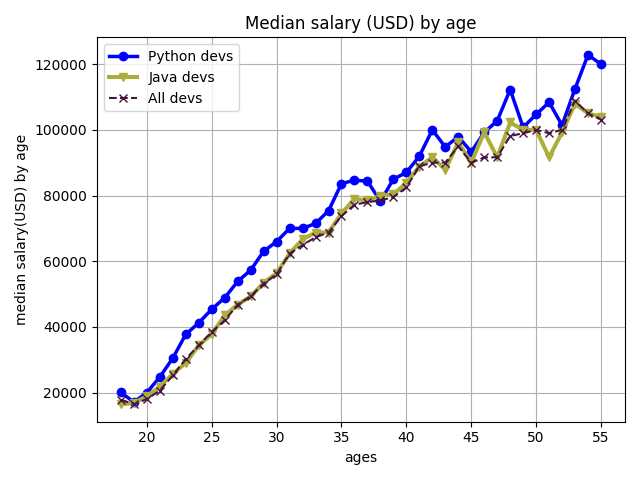 Median salary (USD) by age
Python devs
Java devs
All devs
median salary(USD) by age
120000
100000
80000
60000
40000
20000
20 25 30 35 40 45 50 55
ages